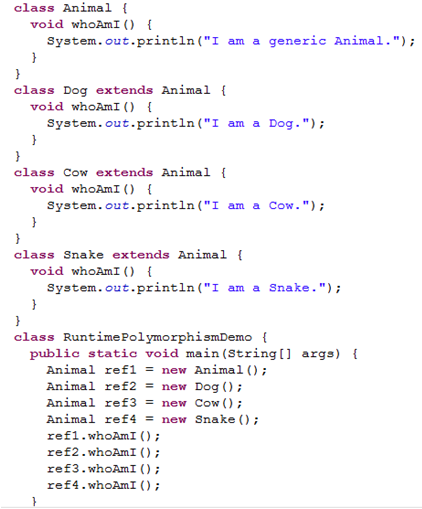 class Animal {
  void whoAmI() {
    System.out.println("I am a generic Animal.");
  }
}
class Dog extends Animal {
  void whoAmI() {
    System.out.println("I am a Dog.");
  }
}
class Cow extends Animal {
  void whoAmI() {
    System.out.println("I am a Cow.");
  }
}
class Snake extends Animal {
  void whoAmI() {
    System.out.println("I am a Snake.");
  }
}
class RuntimePolymorphismDemo {
  public static void main(String[] args) {
    Animal ref1 = new Animal();
    Animal ref2 = new Dog();
    Animal ref3 = new Cow();
    Animal ref4 = new Snake();
    ref1.whoAmI();
    ref2.whoAmI();
    ref3.whoAmI();
    ref4.whoAmI();
  }